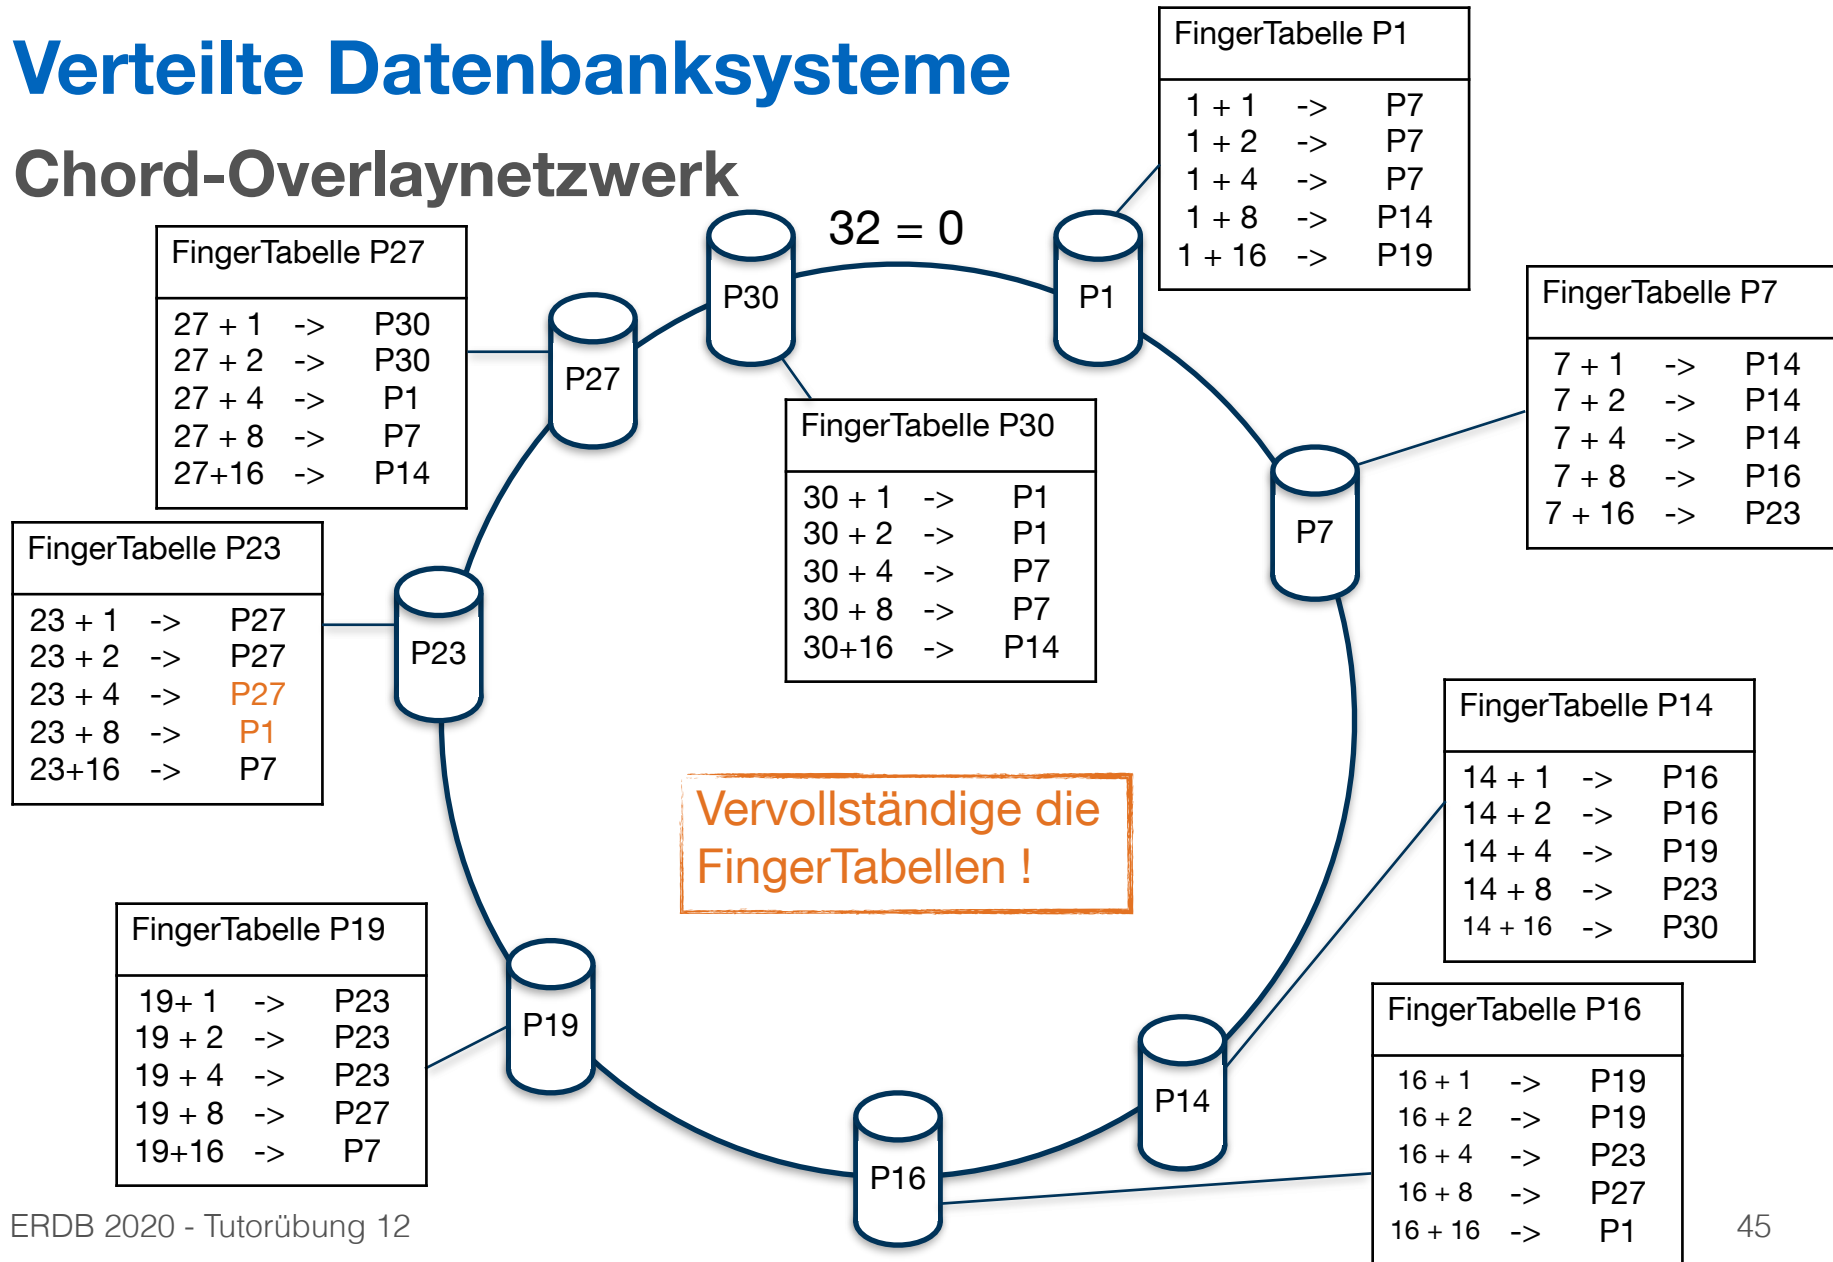 Verteilte Datenbanksysteme
Chord-Overlaynetzwerk
32 = 0
FingerTabelle P1
1 + 1 -> P7
1 + 2 -> P7
1 + 4 -> P7
1 + 8 -> P14
1 + 16 -> P19
FingerTabelle P27
27 + 1 -> P30
27 + 2 -> P30
27 + 4 -> P1
27 + 8 -> P7
27+16 -> P14
P30
P1
P27
FingerTabelle P7
7 + 1 -> P14
7 + 2 -> P14
7 + 4 -> P14
7 + 8 -> P16
7 + 16 -> P23
FingerTabelle P30
30 + 1 -> P1
30 + 2 -> P1
30 + 4 -> P7
30 + 8 -> P7
30+16 -> P14
P7
FingerTabelle P23
23 + 1 -> P27
23 + 2 -> P27
23 + 4 -> P27
23 + 8 -> P1
23+16 -> P7
P23
FingerTabelle P14
14 + 1 -> P16
14 + 2 -> P16
14 + 4 -> P19
14 + 8 -> P23
14 + 16 -> P30
Vervollständige die
FingerTabellen !
FingerTabelle P19
19+ 1 -> P23
19 + 2 -> P23
19 + 4 -> P23
19 + 8 -> P27
19+16 -> P7
P19
P14
P16
FingerTabelle P16
16 + 1 -> P19
16 + 2 -> P19
16 + 4 -> P23
16 + 8 -> P27
16 + 16 -> P1
ERDB 2020 - Tutorübung 12
45